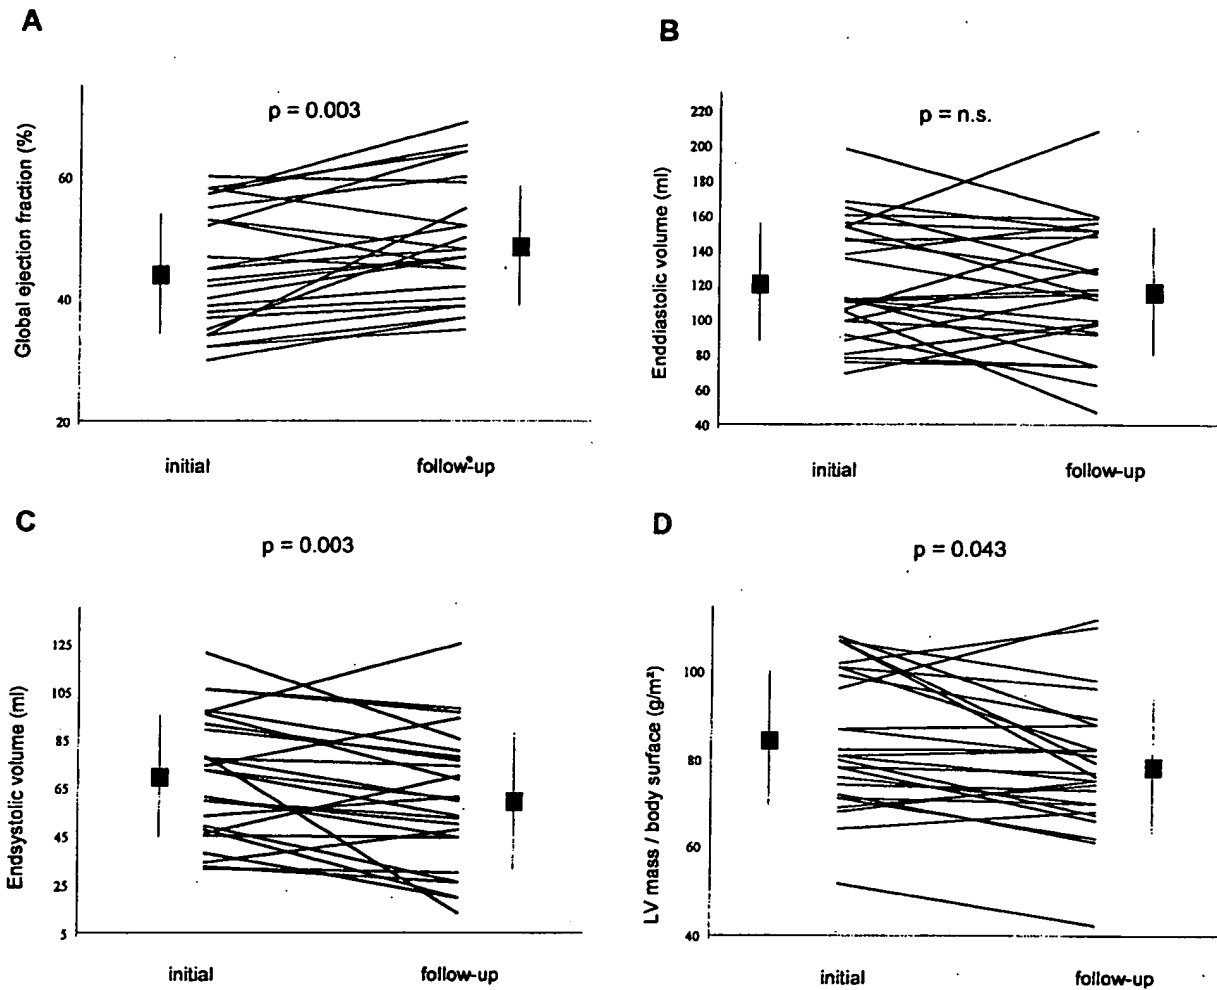 A
p = 0.003
Global ejection fraction (%)
60
40
20
initial
follow-up
B
p = n.s.
Enddiastolic volume (ml)
220
200
180
160
140
120
100
80
60
40
initial
follow-up
C
p = 0.003
Endsystolic volume (ml)
125
105
85
65
45
25
5
initial
follow-up
D
p = 0.043
LV mass / body surface (g/m²)
100
80
60
40
initial
follow-up